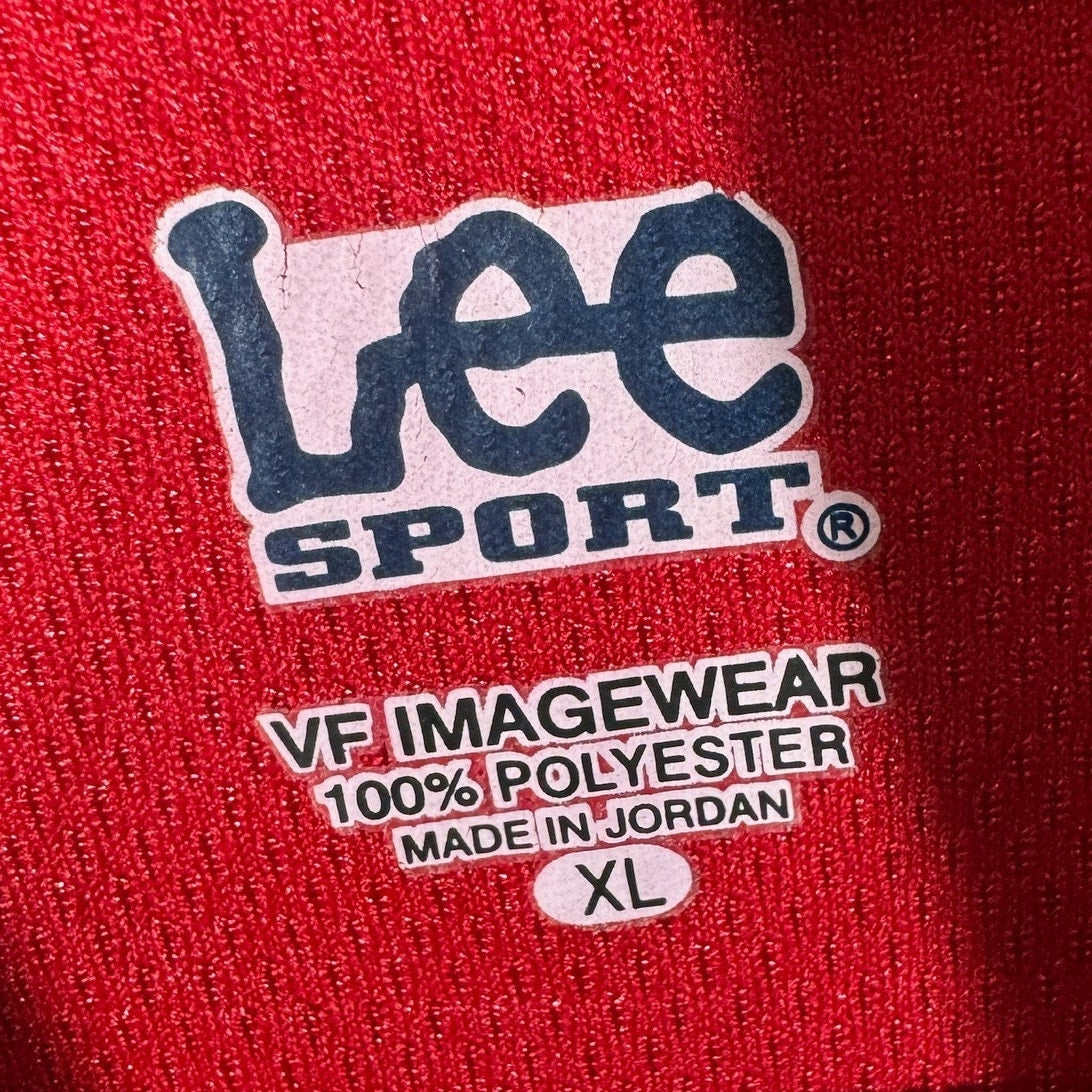 Lee
SPORT®
VF IMAGEWEAR
100% POLYESTER
MADE IN JORDAN
XL